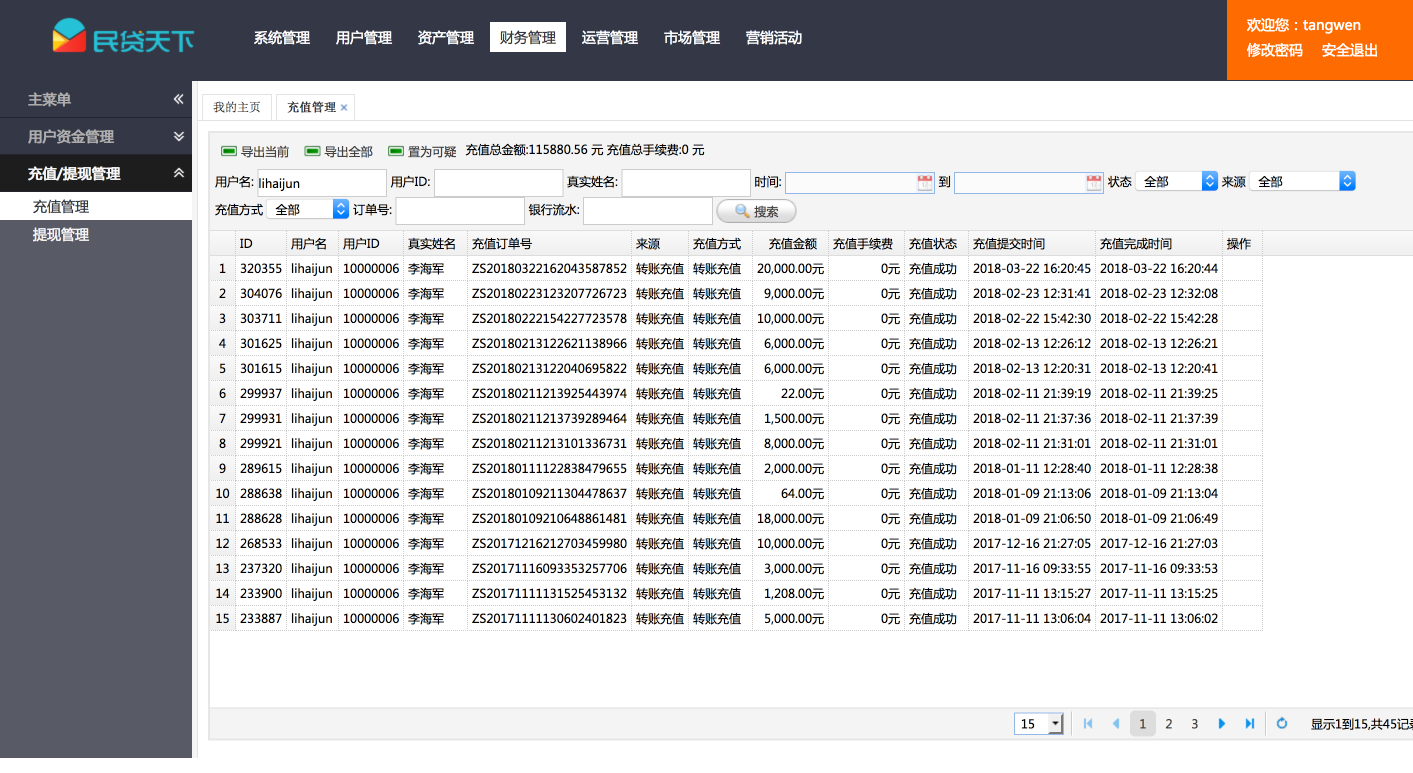 民贷天下
系统管理 用户管理 资产管理 财务管理 运营管理 市场管理 营销活动
欢迎您：tangwen
修改密码 安全退出
主菜单
用户资金管理
充值/提现管理
充值管理
提现管理
我的主页 充值管理
导出当前 导出全部 置为可疑 充值总金额:115880.56 元 充值总手续费:0 元
用户名: lihaijun 用户ID: 真实姓名: 时间: 到 状态 全部 来源 全部
充值方式 全部 订单号: 银行流水: 搜索
ID 用户名 用户ID 真实姓名 充值订单号 来源 充值方式 充值金额 充值手续费 充值状态 充值提交时间 充值完成时间 操作
1 320355 lihaijun 10000006 李海军 ZS20180322162043587852 转账充值 转账充值 20,000.00元 0元 充值成功 2018-03-22 16:20:45 2018-03-22 16:20:44
2 304076 lihaijun 10000006 李海军 ZS20180223123207726723 转账充值 转账充值 9,000.00元 0元 充值成功 2018-02-23 12:31:41 2018-02-23 12:32:08
3 303711 lihaijun 10000006 李海军 ZS20180222154227723578 转账充值 转账充值 10,000.00元 0元 充值成功 2018-02-22 15:42:30 2018-02-22 15:42:28
4 301625 lihaijun 10000006 李海军 ZS20180213122621138966 转账充值 转账充值 6,000.00元 0元 充值成功 2018-02-13 12:26:12 2018-02-13 12:26:21
5 301615 lihaijun 10000006 李海军 ZS20180213122040695822 转账充值 转账充值 6,000.00元 0元 充值成功 2018-02-13 12:20:31 2018-02-13 12:20:41
6 299937 lihaijun 10000006 李海军 ZS20180211213925443974 转账充值 转账充值 22.00元 0元 充值成功 2018-02-11 21:39:19 2018-02-11 21:39:25
7 299931 lihaijun 10000006 李海军 ZS20180211213739289464 转账充值 转账充值 1,500.00元 0元 充值成功 2018-02-11 21:37:36 2018-02-11 21:37:39
8 299921 lihaijun 10000006 李海军 ZS20180211213101336731 转账充值 转账充值 8,000.00元 0元 充值成功 2018-02-11 21:31:01 2018-02-11 21:31:01
9 289615 lihaijun 10000006 李海军 ZS20180111122838479655 转账充值 转账充值 2,000.00元 0元 充值成功 2018-01-11 12:28:40 2018-01-11 12:28:38
10 288638 lihaijun 10000006 李海军 ZS20180109211304478637 转账充值 转账充值 64.00元 0元 充值成功 2018-01-09 21:13:06 2018-01-09 21:13:04
11 288628 lihaijun 10000006 李海军 ZS20180109210648861481 转账充值 转账充值 18,000.00元 0元 充值成功 2018-01-09 21:06:50 2018-01-09 21:06:49
12 268533 lihaijun 10000006 李海军 ZS20171216212703459980 转账充值 转账充值 10,000.00元 0元 充值成功 2017-12-16 21:27:05 2017-12-16 21:27:03
13 237320 lihaijun 10000006 李海军 ZS20171116093353257706 转账充值 转账充值 3,000.00元 0元 充值成功 2017-11-16 09:33:55 2017-11-16 09:33:53
14 233900 lihaijun 10000006 李海军 ZS20171111131525453132 转账充值 转账充值 1,208.00元 0元 充值成功 2017-11-11 13:15:27 2017-11-11 13:15:25
15 233887 lihaijun 10000006 李海军 ZS20171111130602401823 转账充值 转账充值 5,000.00元 0元 充值成功 2017-11-11 13:06:04 2017-11-11 13:06:02
15 1 2 3 显示1到15,共45记